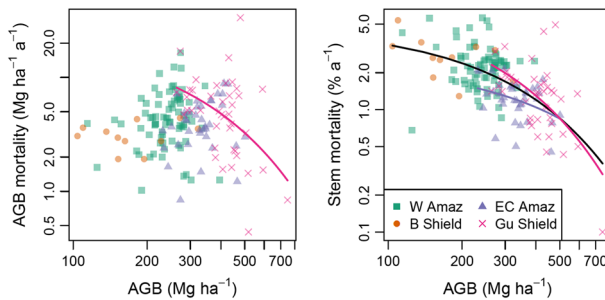 AGB mortality (Mg ha⁻¹ a⁻¹)
20.0
5.0
2.0
1.0
0.5
100
200
300
500
700
AGB (Mg ha⁻¹)
Stem mortality (% a⁻¹)
5.0
2.0
1.0
0.5
0.2
0.1
W Amaz
EC Amaz
B Shield
Gu Shield
100
200
300
500
700
AGB (Mg ha⁻¹)